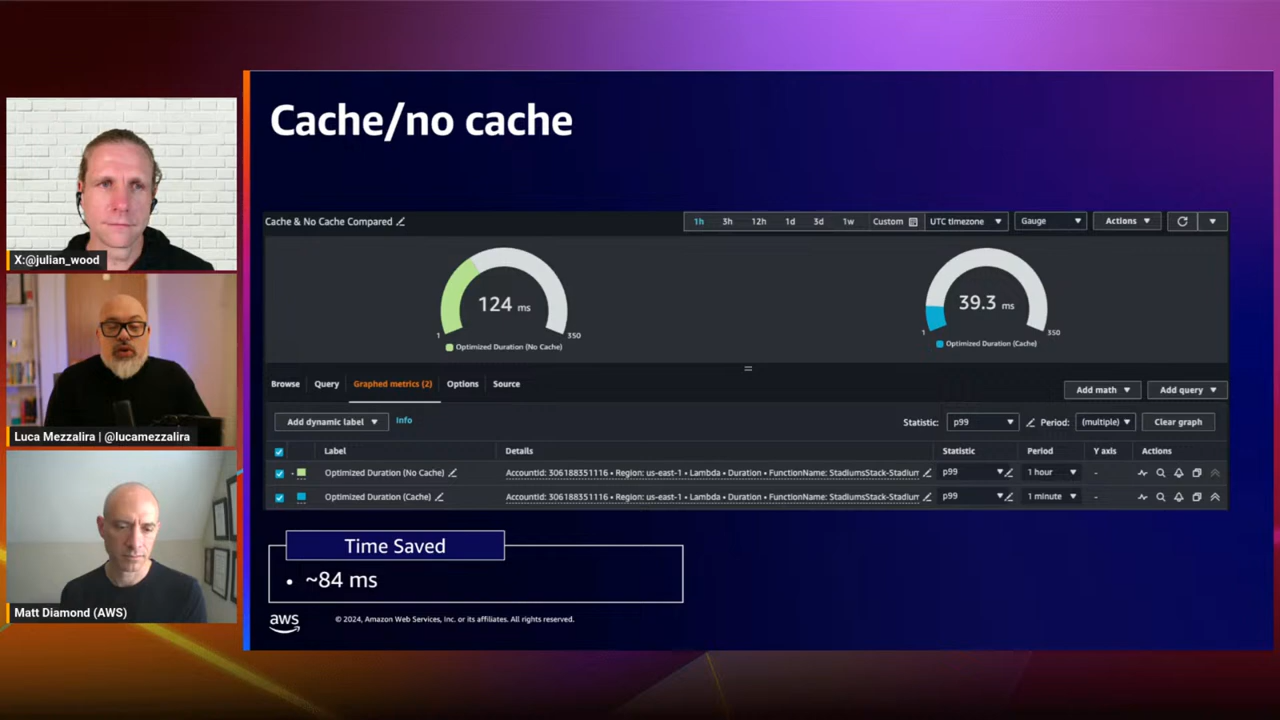 Cache/no cache
Cache & No Cache Compared
1h 3h 12h 1d 3d 1w Custom UTC timezone Gauge Actions
124 ms
1 350
Optimized Duration (No Cache)
39.3 ms
1 350
Optimized Duration (Cache)
Browse Query Graphed metrics (2) Options Source
Add math Add query
Add dynamic label Info Statistic: p99 Period: (multiple) Clear graph
Label Details Statistic Period Y axis Actions
Optimized Duration (No Cache) AccountId: 306188351116 • Region: us-east-1 • Lambda • Duration • FunctionName: StadiumsStack-Stadium p99 1 hour -
Optimized Duration (Cache) AccountId: 306188351116 • Region: us-east-1 • Lambda • Duration • FunctionName: StadiumsStack-Stadium p99 1 minute -
Time Saved
• ~84 ms
aws
© 2024, Amazon Web Services, Inc. or its affiliates. All rights reserved.
X:@julian_wood
Luca Mezzalira | @lucamezzalira
Matt Diamond (AWS)